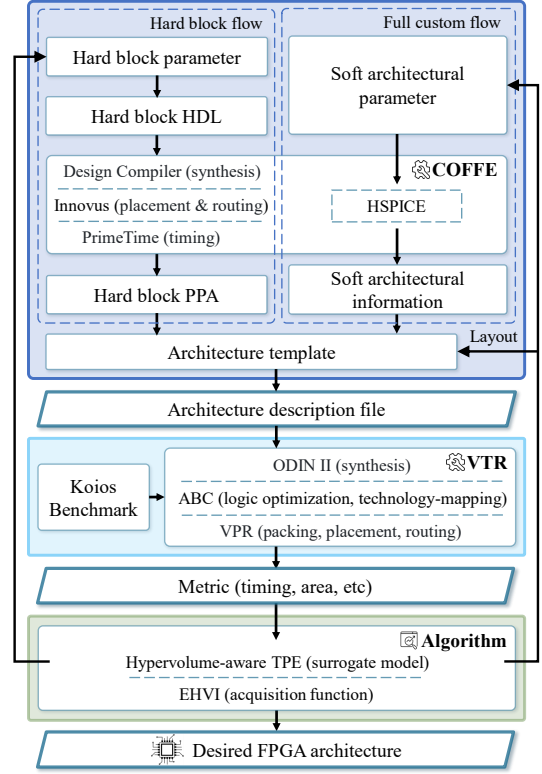 Hard block flow
Full custom flow
Hard block parameter
Soft architectural
parameter
Hard block HDL
Design Compiler (synthesis)
COFFE
Innovus (placement & routing)
HSPICE
PrimeTime (timing)
Hard block PPA
Soft architectural
information
Layout
Architecture template
Architecture description file
Koios
Benchmark
ODIN II (synthesis)
VTR
ABC (logic optimization, technology-mapping)
VPR (packing, placement, routing)
Metric (timing, area, etc)
Algorithm
Hypervolume-aware TPE (surrogate model)
EHVI (acquisition function)
Desired FPGA architecture